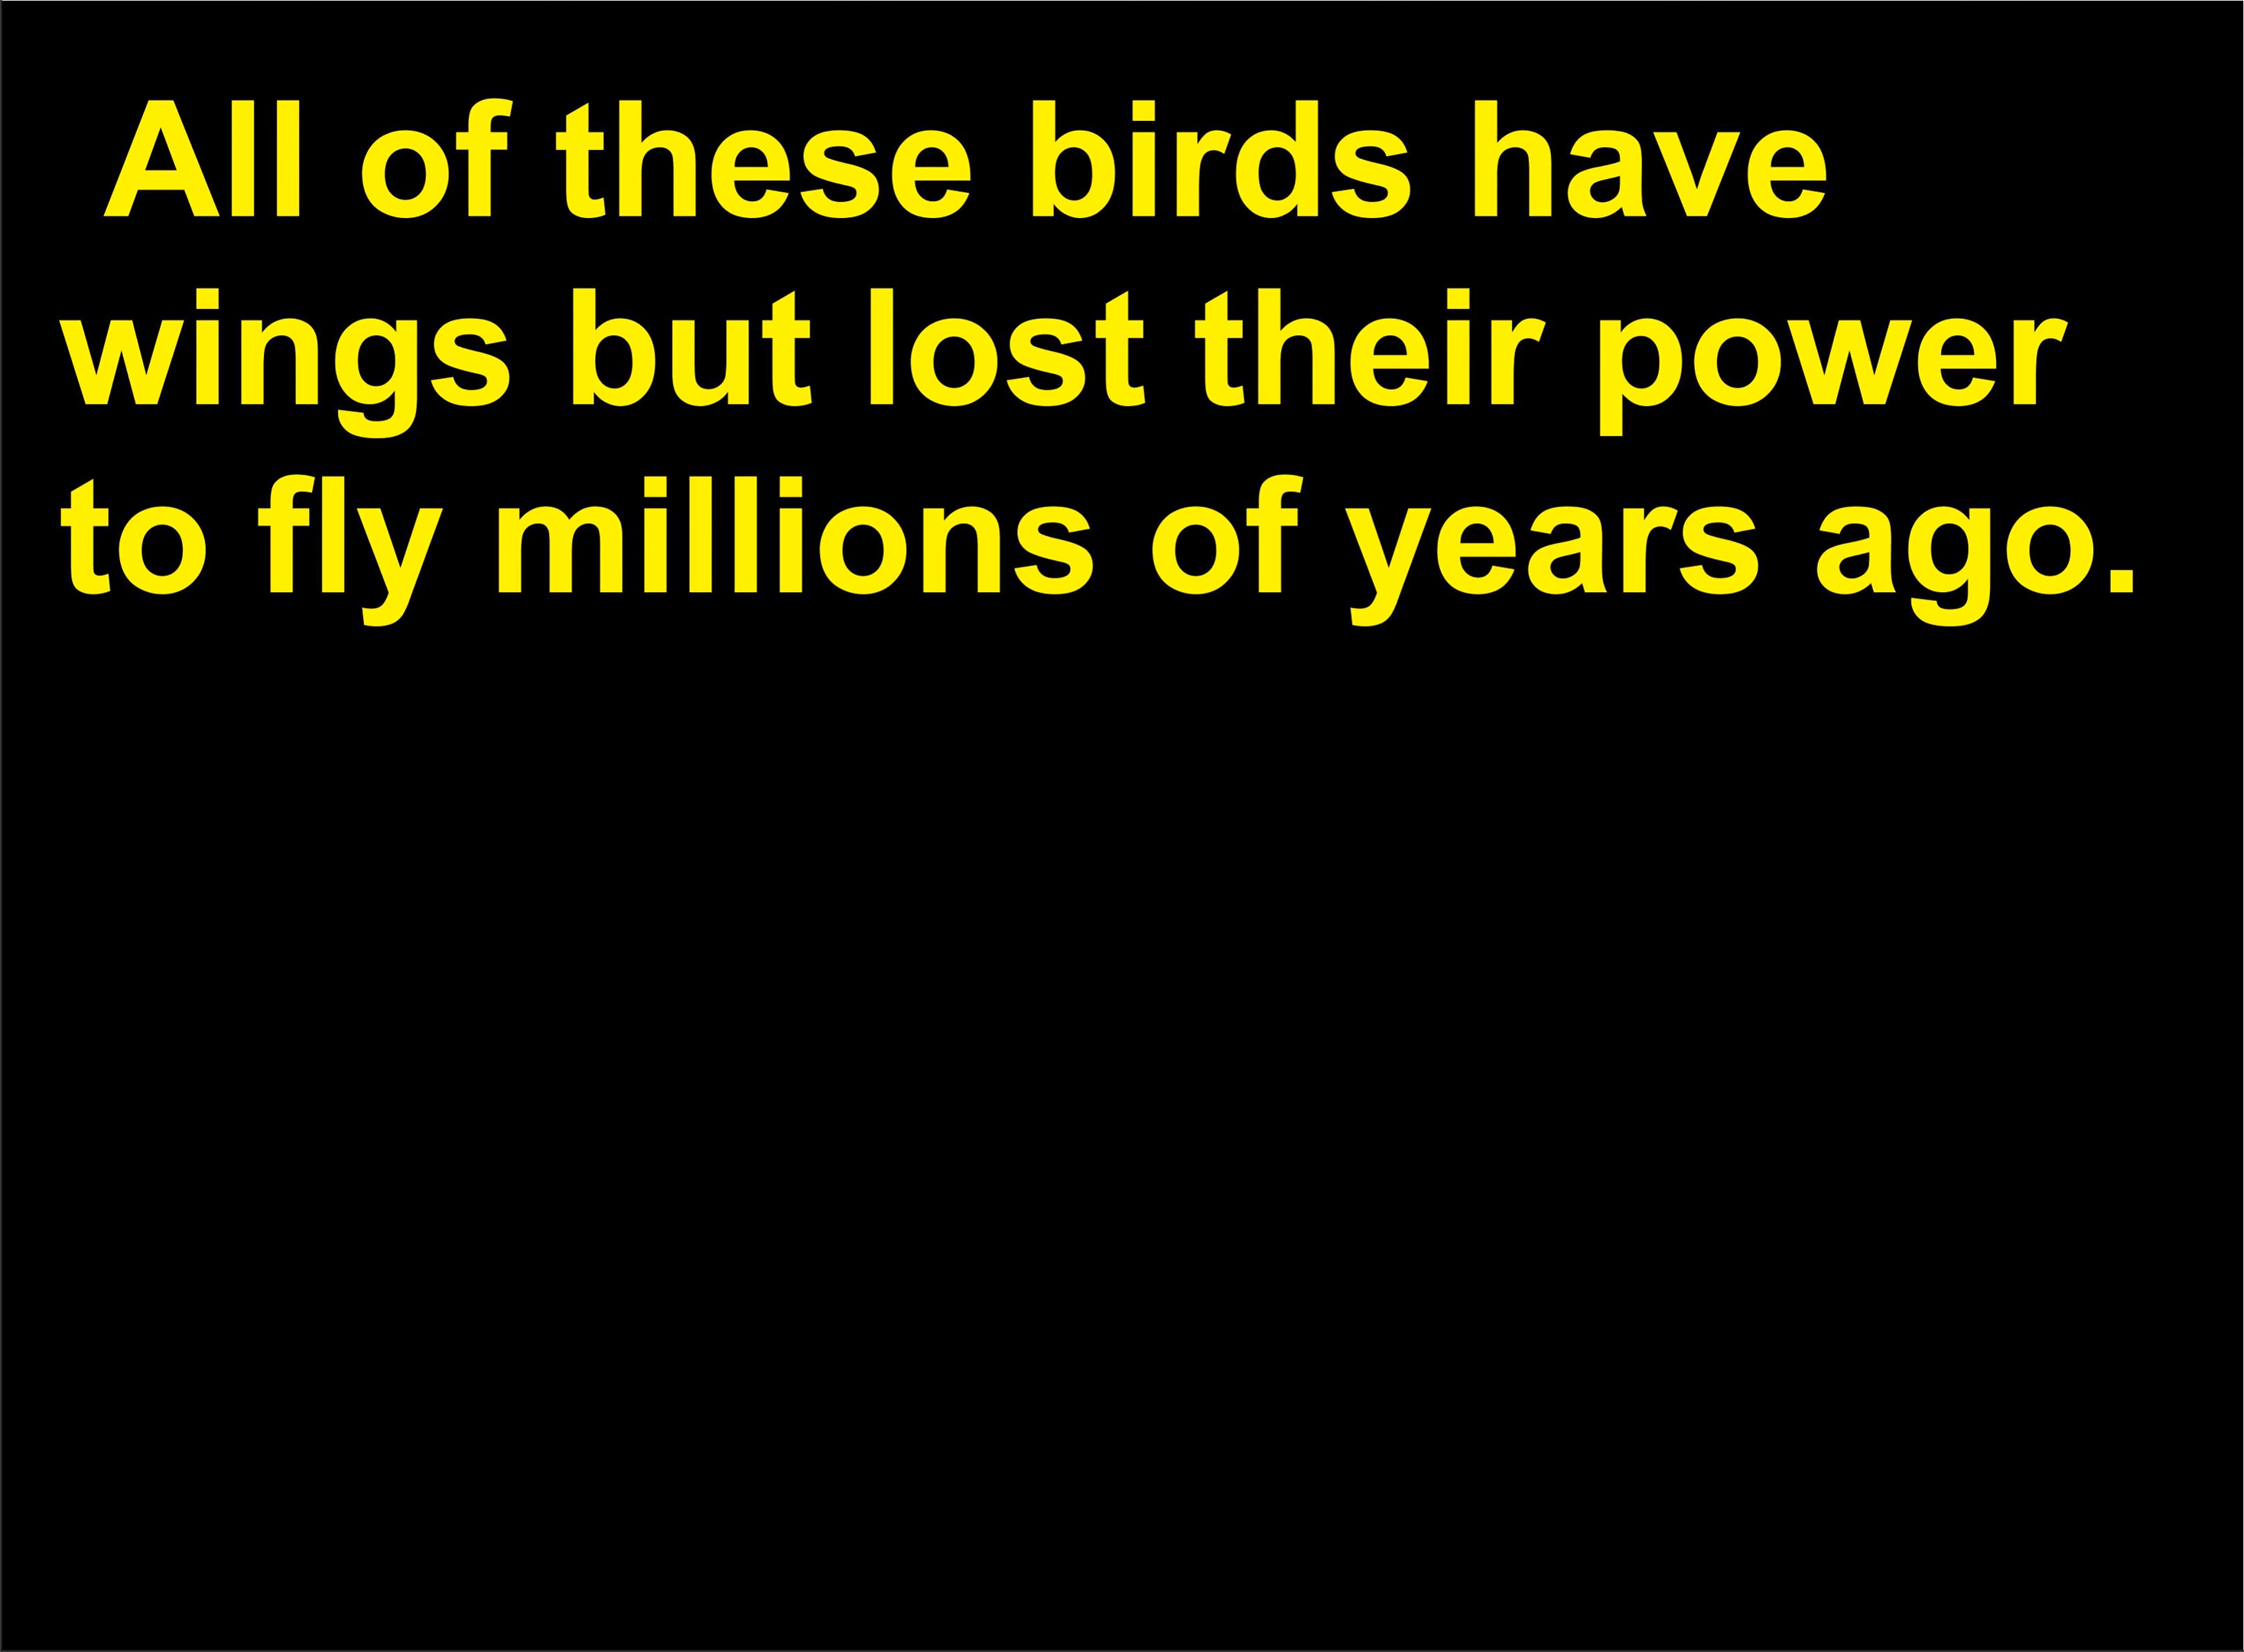 All of these birds have
wings but lost their power
to fly millions of years ago.